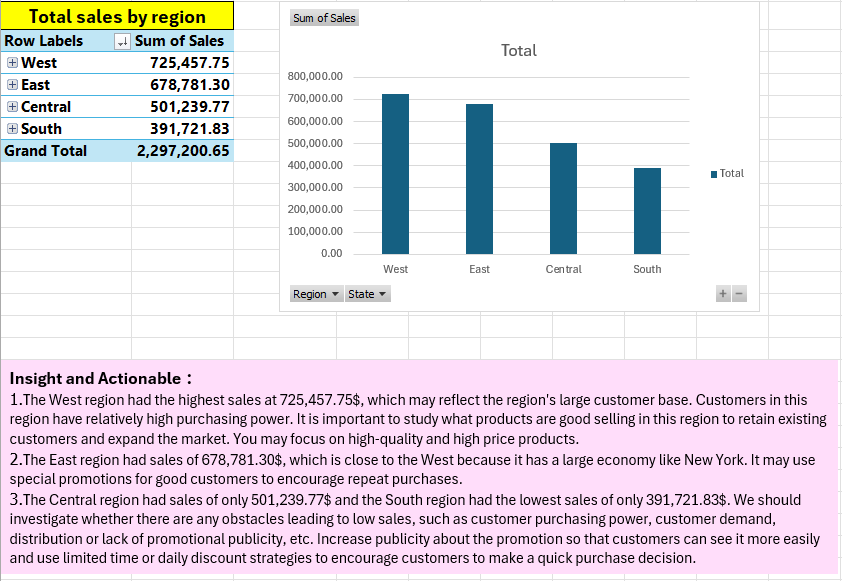 Total sales by region
Row Labels Sum of Sales
West 725,457.75
East 678,781.30
Central 501,239.77
South 391,721.83
Grand Total 2,297,200.65
Sum of Sales
Total
800,000.00
700,000.00
600,000.00
500,000.00
400,000.00
300,000.00
200,000.00
100,000.00
0.00
West East Central South
Total
Region State
Insight and Actionable :
1.The West region had the highest sales at 725,457.75$, which may reflect the region's large customer base. Customers in this
region have relatively high purchasing power. It is important to study what products are good selling in this region to retain existing
customers and expand the market. You may focus on high-quality and high price products.
2.The East region had sales of 678,781.30$, which is close to the West because it has a large economy like New York. It may use
special promotions for good customers to encourage repeat purchases.
3.The Central region had sales of only 501,239.77$ and the South region had the lowest sales of only 391,721.83$. We should
investigate whether there are any obstacles leading to low sales, such as customer purchasing power, customer demand,
distribution or lack of promotional publicity, etc. Increase publicity about the promotion so that customers can see it more easily
and use limited time or daily discount strategies to encourage customers to make a quick purchase decision.